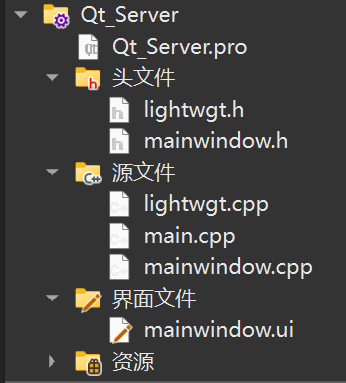 Qt_Server
Qt_Server.pro
头文件
lightwgt.h
mainwindow.h
源文件
lightwgt.cpp
main.cpp
mainwindow.cpp
界面文件
mainwindow.ui
资源